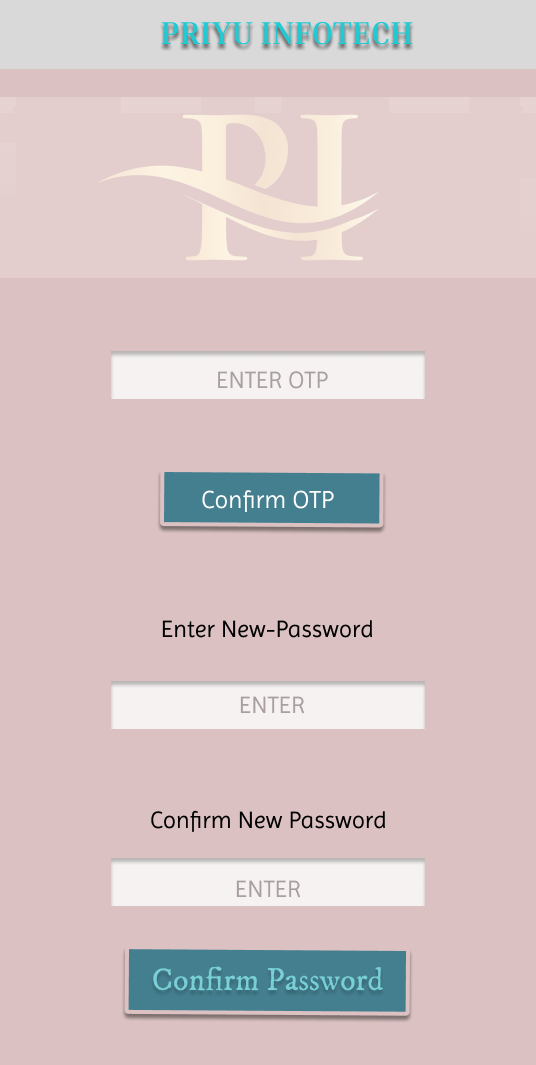 PRIYU INFOTECH
PI
ENTER OTP
Confirm OTP
Enter New-Password
ENTER
Confirm New Password
ENTER
Confirm Password